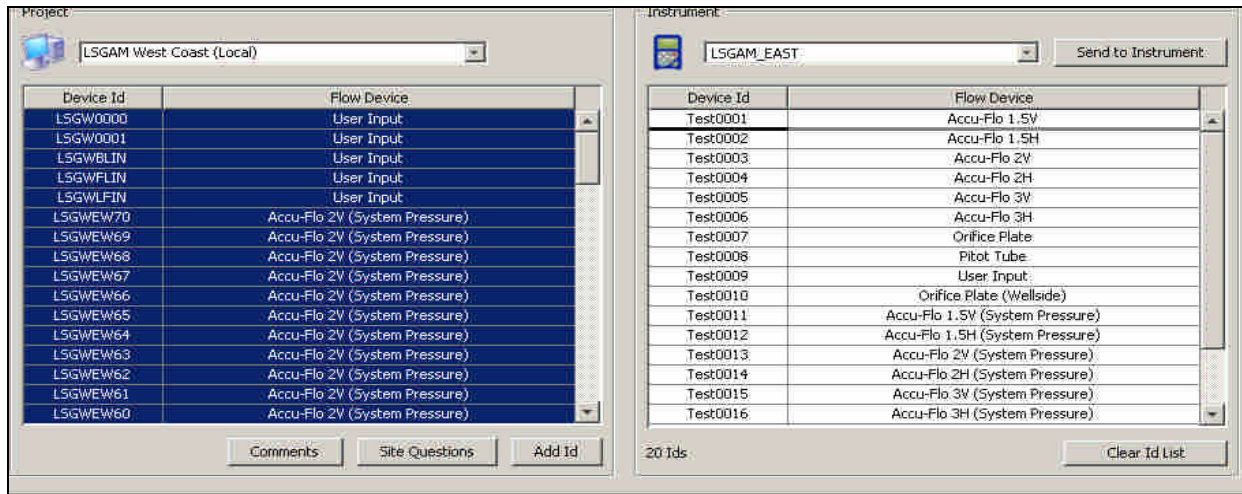 Project
LSGAM West Coast (Local)
Device Id Flow Device
LSGW0000 User Input
LSGW0001 User Input
LSGWBLIN User Input
LSGWFLIN User Input
LSGWLFIN User Input
LSGWEW70 Accu-Flo 2V (System Pressure)
LSGWEW69 Accu-Flo 2V (System Pressure)
LSGWEW68 Accu-Flo 2V (System Pressure)
LSGWEW67 Accu-Flo 2V (System Pressure)
LSGWEW66 Accu-Flo 2V (System Pressure)
LSGWEW65 Accu-Flo 2V (System Pressure)
LSGWEW64 Accu-Flo 2V (System Pressure)
LSGWEW63 Accu-Flo 2V (System Pressure)
LSGWEW62 Accu-Flo 2V (System Pressure)
LSGWEW61 Accu-Flo 2V (System Pressure)
LSGWEW60 Accu-Flo 2V (System Pressure)
Comments Site Questions Add Id
Instrument
LSGAM_EAST Send to Instrument
Device Id Flow Device
Test0001 Accu-Flo 1.5V
Test0002 Accu-Flo 1.5H
Test0003 Accu-Flo 2V
Test0004 Accu-Flo 2H
Test0005 Accu-Flo 3V
Test0006 Accu-Flo 3H
Test0007 Orifice Plate
Test0008 Pitot Tube
Test0009 User Input
Test0010 Orifice Plate (Wellside)
Test0011 Accu-Flo 1.5V (System Pressure)
Test0012 Accu-Flo 1.5H (System Pressure)
Test0013 Accu-Flo 2V (System Pressure)
Test0014 Accu-Flo 2H (System Pressure)
Test0015 Accu-Flo 3V (System Pressure)
Test0016 Accu-Flo 3H (System Pressure)
20 Ids Clear Id List